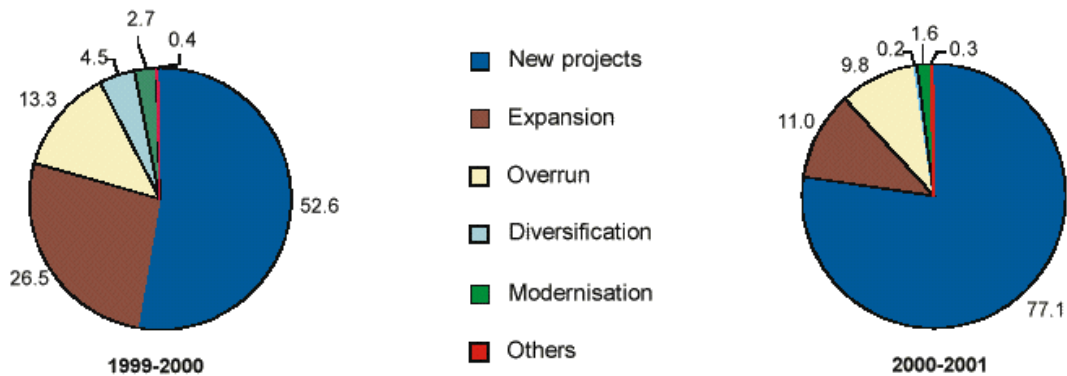 2.7
0.4
4.5
13.3
52.6
26.5
1999-2000
New projects
Expansion
Overrun
Diversification
Modernisation
Others
1.6
0.2
0.3
9.8
11.0
77.1
2000-2001